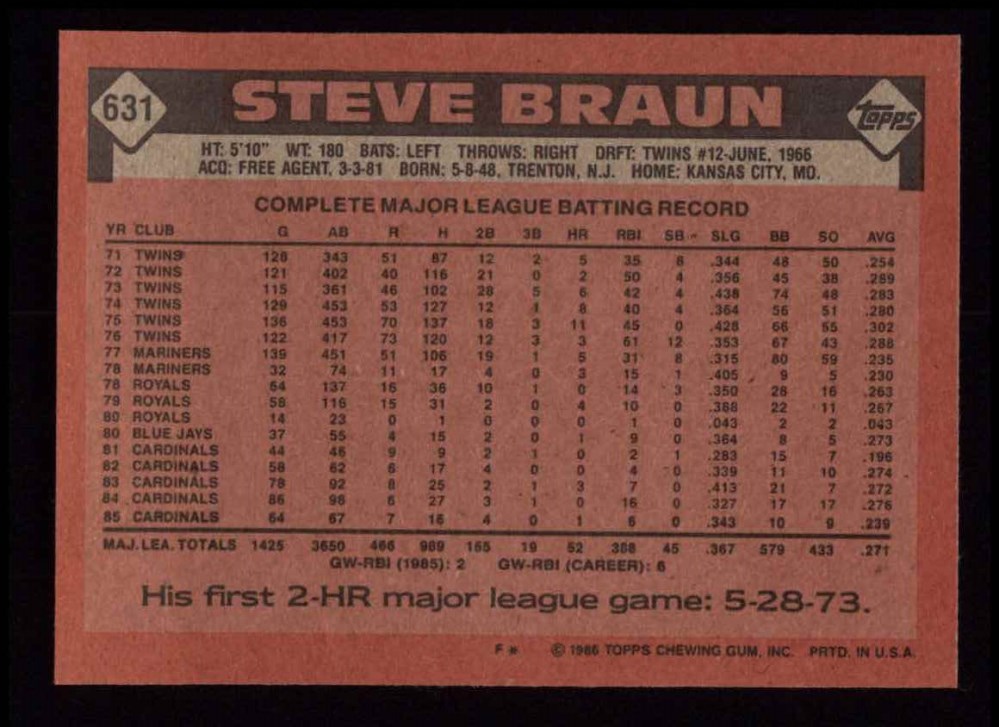 631 STEVE BRAUN Topps
HT: 5'10" WT: 180 BATS: LEFT THROWS: RIGHT DRFT: TWINS #12-JUNE, 1966
ACQ: FREE AGENT, 3-3-81 BORN: 5-8-48, TRENTON, N.J. HOME: KANSAS CITY, MO.
COMPLETE MAJOR LEAGUE BATTING RECORD
YR CLUB G AB R H 2B 3B HR RBI SB SLG BB SO AVG
71 TWINS 128 343 51 87 12 2 5 35 8 .344 48 50 .254
72 TWINS 121 402 40 116 21 0 2 50 4 .356 45 38 .289
73 TWINS 115 361 46 102 28 5 6 42 4 .438 74 48 .283
74 TWINS 129 453 53 127 12 1 8 40 4 .364 56 51 .280
75 TWINS 136 453 70 137 18 3 11 45 0 .428 66 55 .302
76 TWINS 122 417 73 120 12 3 3 61 12 .353 67 43 .288
77 MARINERS 139 451 51 106 19 1 5 31 8 .315 80 59 .235
78 MARINERS 32 74 11 17 4 0 3 15 1 .405 9 5 .230
78 ROYALS 64 137 16 36 10 1 0 14 3 .350 28 16 .263
79 ROYALS 58 116 15 31 2 0 4 10 0 .388 22 11 .267
80 ROYALS 14 23 0 1 0 0 0 1 0 .043 2 2 .043
80 BLUE JAYS 37 55 4 15 2 0 1 9 0 .364 8 5 .273
81 CARDINALS 44 46 9 9 2 1 0 2 1 .283 15 7 .196
82 CARDINALS 58 62 6 17 4 0 0 4 0 .339 11 10 .274
83 CARDINALS 78 92 8 25 2 1 3 7 0 .413 21 7 .272
84 CARDINALS 86 98 6 27 3 1 0 16 0 .327 17 17 .276
85 CARDINALS 64 67 7 16 4 0 1 6 0 .343 10 9 .239
MAJ. LEA. TOTALS 1425 3650 466 989 155 19 52 388 45 .367 579 433 .271
GW-RBI (1985): 2 GW-RBI (CAREER): 6
His first 2-HR major league game: 5-28-73.
F * © 1986 TOPPS CHEWING GUM, INC. PRTD. IN U.S.A.